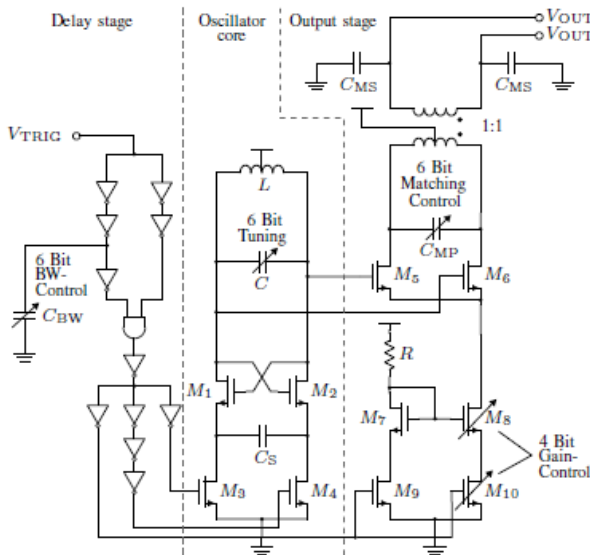 Delay stage
Oscillator
core
Output stage
VOUT
VOUT
CMS
CMS
1:1
VTRIG
L
6 Bit
Matching
Control
6 Bit
Tuning
C
CMP
M5
M6
6 Bit
BW-
Control
CBW
R
M1
M2
M7
M8
CS
4 Bit
Gain-
Control
M3
M4
M9
M10